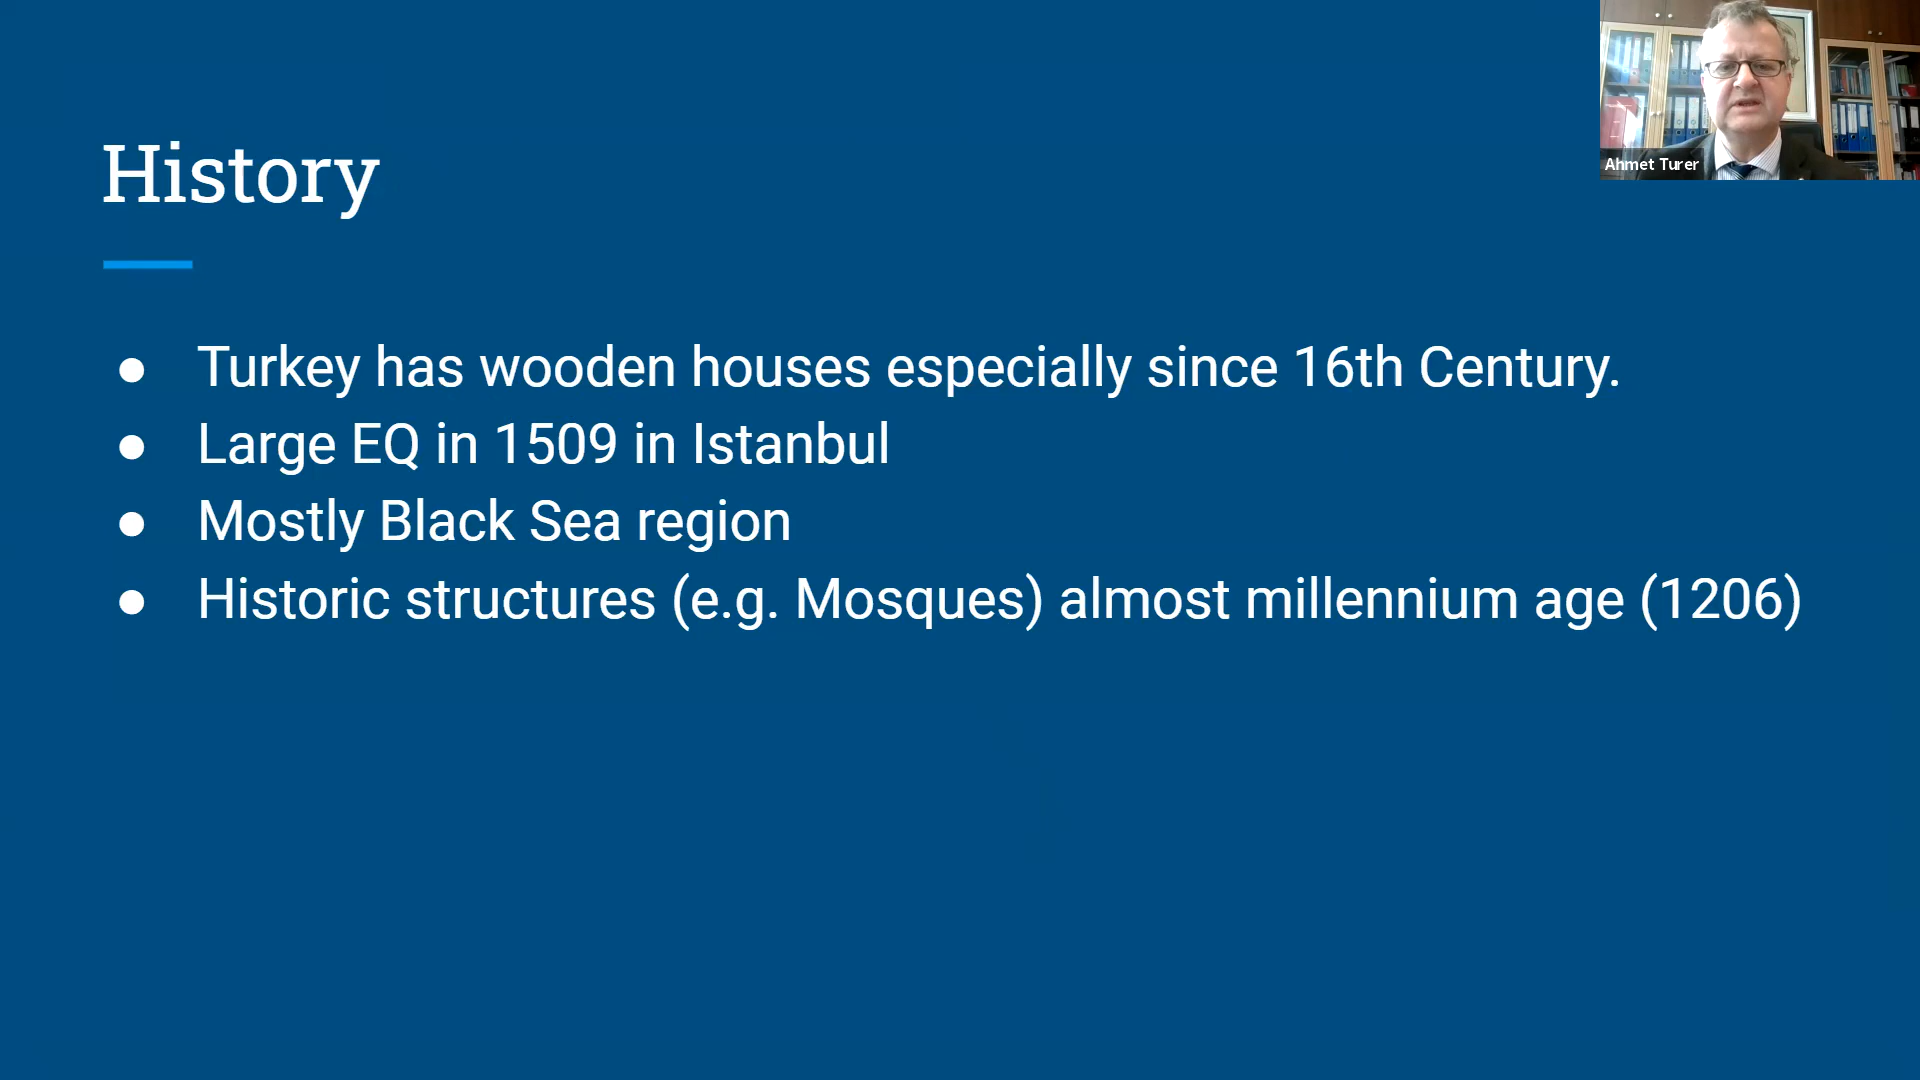 History
● Turkey has wooden houses especially since 16th Century.
● Large EQ in 1509 in Istanbul
● Mostly Black Sea region
● Historic structures (e.g. Mosques) almost millennium age (1206)
Ahmet Turer